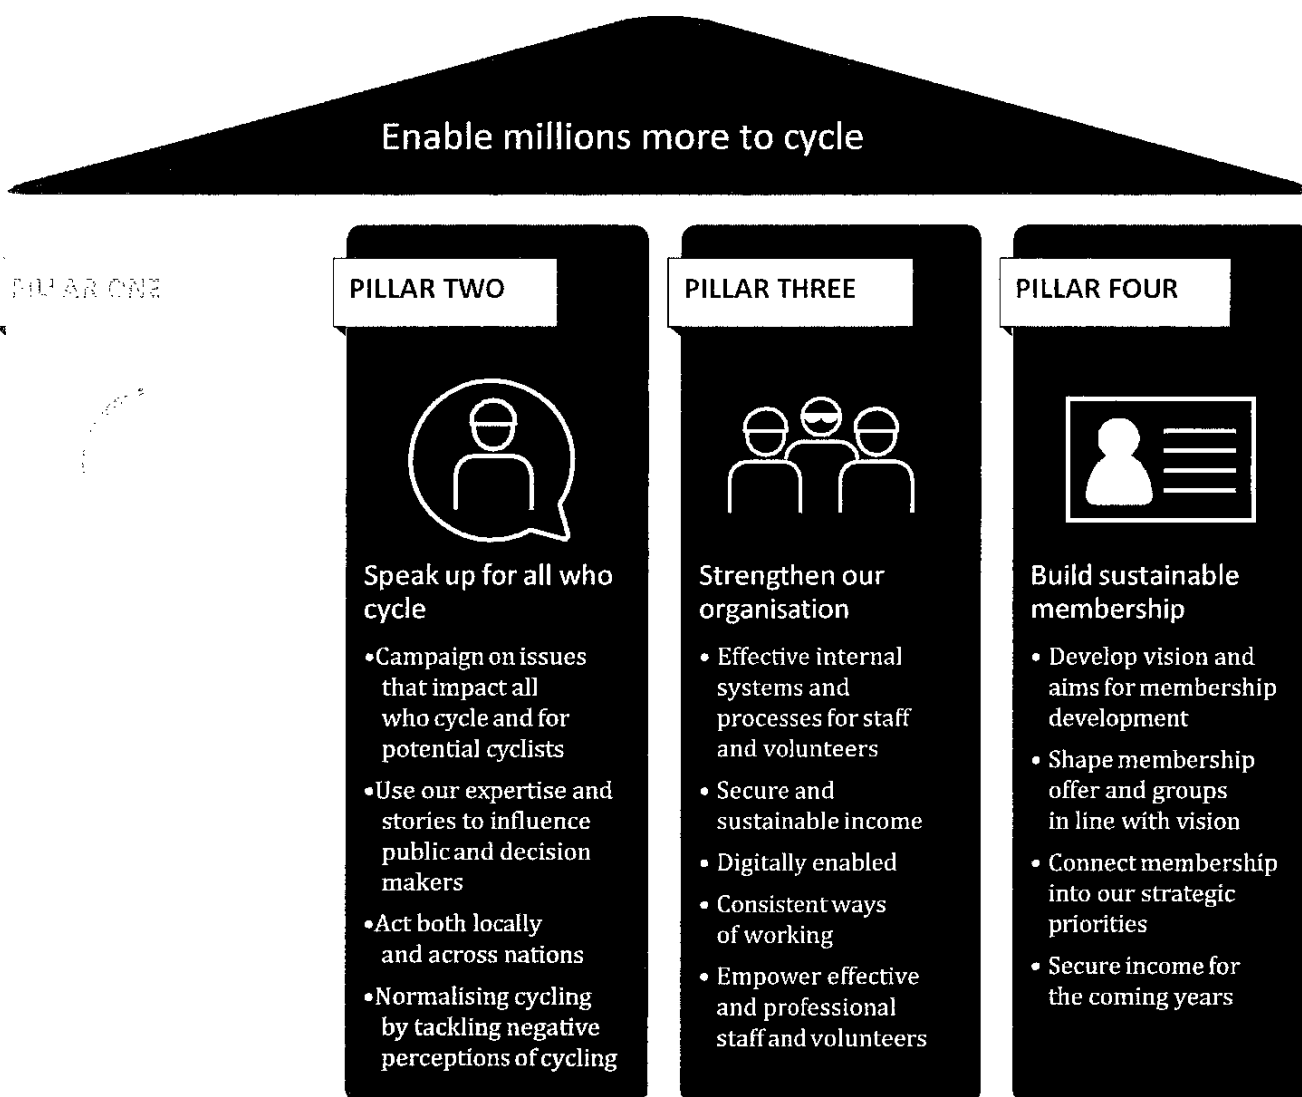 Enable millions more to cycle
PILLAR ONE
PILLAR TWO
Speak up for all who
cycle
•Campaign on issues
that impact all
who cycle and for
potential cyclists
•Use our expertise and
stories to influence
public and decision
makers
•Act both locally
and across nations
•Normalising cycling
by tackling negative
perceptions of cycling
PILLAR THREE
Strengthen our
organisation
• Effective internal
systems and
processes for staff
and volunteers
• Secure and
sustainable income
• Digitally enabled
• Consistent ways
of working
• Empower effective
and professional
staff and volunteers
PILLAR FOUR
Build sustainable
membership
• Develop vision and
aims for membership
development
• Shape membership
offer and groups
in line with vision
• Connect membership
into our strategic
priorities
• Secure income for
the coming years